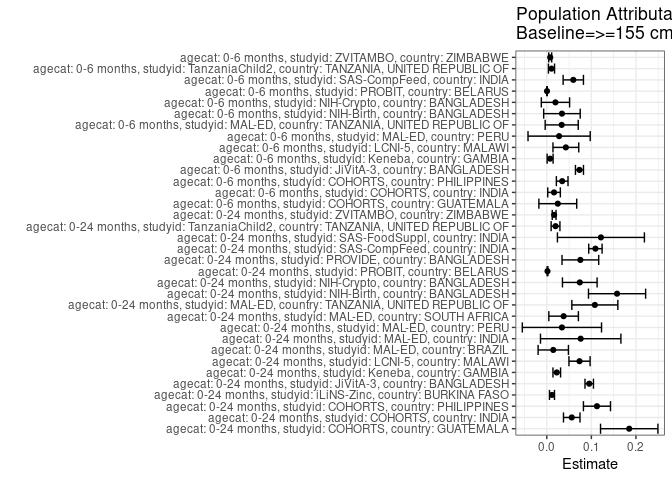 Population Attributa
Baseline=>=155 cm
agecat: 0-6 months, studyid: ZVITAMBO, country: ZIMBABWE
agecat: 0-6 months, studyid: TanzaniaChild2, country: TANZANIA, UNITED REPUBLIC OF
agecat: 0-6 months, studyid: SAS-CompFeed, country: INDIA
agecat: 0-6 months, studyid: PROBIT, country: BELARUS
agecat: 0-6 months, studyid: NIH-Crypto, country: BANGLADESH
agecat: 0-6 months, studyid: NIH-Birth, country: BANGLADESH
agecat: 0-6 months, studyid: MAL-ED, country: TANZANIA, UNITED REPUBLIC OF
agecat: 0-6 months, studyid: MAL-ED, country: PERU
agecat: 0-6 months, studyid: LCNI-5, country: MALAWI
agecat: 0-6 months, studyid: Keneba, country: GAMBIA
agecat: 0-6 months, studyid: JiVitA-3, country: BANGLADESH
agecat: 0-6 months, studyid: COHORTS, country: PHILIPPINES
agecat: 0-6 months, studyid: COHORTS, country: INDIA
agecat: 0-6 months, studyid: COHORTS, country: GUATEMALA
agecat: 0-24 months, studyid: ZVITAMBO, country: ZIMBABWE
agecat: 0-24 months, studyid: TanzaniaChild2, country: TANZANIA, UNITED REPUBLIC OF
agecat: 0-24 months, studyid: SAS-FoodSuppl, country: INDIA
agecat: 0-24 months, studyid: SAS-CompFeed, country: INDIA
agecat: 0-24 months, studyid: PROVIDE, country: BANGLADESH
agecat: 0-24 months, studyid: PROBIT, country: BELARUS
agecat: 0-24 months, studyid: NIH-Crypto, country: BANGLADESH
agecat: 0-24 months, studyid: NIH-Birth, country: BANGLADESH
agecat: 0-24 months, studyid: MAL-ED, country: TANZANIA, UNITED REPUBLIC OF
agecat: 0-24 months, studyid: MAL-ED, country: SOUTH AFRICA
agecat: 0-24 months, studyid: MAL-ED, country: PERU
agecat: 0-24 months, studyid: MAL-ED, country: INDIA
agecat: 0-24 months, studyid: MAL-ED, country: BRAZIL
agecat: 0-24 months, studyid: LCNI-5, country: MALAWI
agecat: 0-24 months, studyid: Keneba, country: GAMBIA
agecat: 0-24 months, studyid: JiVitA-3, country: BANGLADESH
agecat: 0-24 months, studyid: iLiNS-Zinc, country: BURKINA FASO
agecat: 0-24 months, studyid: COHORTS, country: PHILIPPINES
agecat: 0-24 months, studyid: COHORTS, country: INDIA
agecat: 0-24 months, studyid: COHORTS, country: GUATEMALA
0.0 0.1 0.2
Estimate